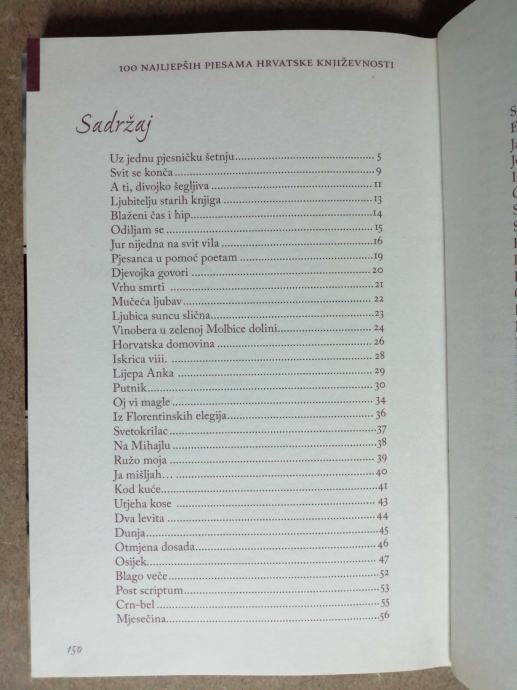 100 NAJLJEPŠIH PJESAMA HRVATSKE KNJIŽEVNOSTI
Sadržaj
Uz jednu pjesničku šetnju 5
Svit se konča 9
A ti, divojko šegljiva 11
Ljubitelju starih knjiga 13
Blaženi čas i hip 14
Odiljam se 15
Jur nijedna na svit vila 16
Pjesanca u pomoć poetam 19
Djevojka govori 20
Vrhu smrti 21
Mučeća ljubav 22
Ljubica suncu slična 23
Vinobera u zelenoj Molbice dolini 24
Horvatska domovina 26
Iskrica viii. 28
Lijepa Anka 29
Putnik 30
Oj vi magle 34
Iz Florentinskih elegija 36
Svetokrilac 37
Na Mihajlu 38
Ružo moja 39
Ja mišljah... 40
Kod kuće 41
Utjeha kose 43
Dva levita 44
Dunja 45
Otmjena dosada 46
Osijek 47
Blago veče 52
Post scriptum 53
Crn-bel 55
Mjesečina 56
150